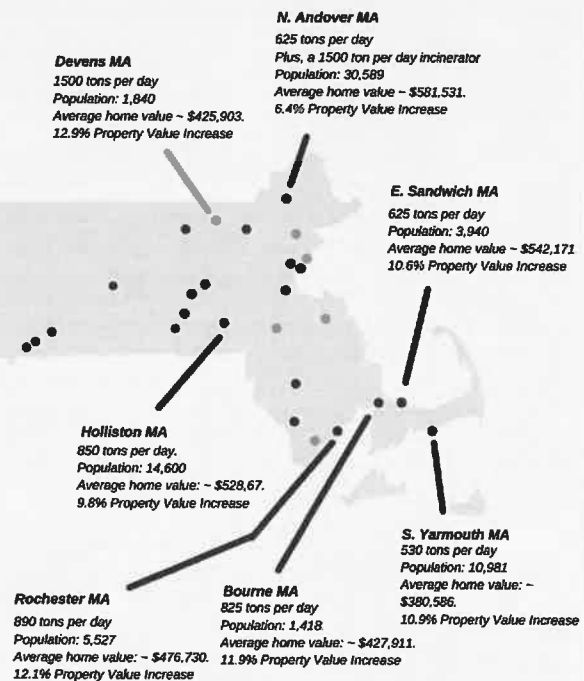 N. Andover MA
625 tons per day
Plus, a 1500 ton per day incinerator
Population: 30,589
Average home value ~ $581,531.
6.4% Property Value Increase
Devens MA
1500 tons per day
Population: 1,840
Average home value ~ $425,903.
12.9% Property Value Increase
E. Sandwich MA
625 tons per day
Population: 3,940
Average home value ~ $542,171
10.6% Property Value Increase
Holliston MA
850 tons per day.
Population: 14,600
Average home value: ~ $528,67.
9.8% Property Value Increase
S. Yarmouth MA
530 tons per day
Population: 10,981
Average home value: ~
$380,586.
10.9% Property Value Increase
Rochester MA
890 tons per day
Population: 5,527
Average home value: ~ $476,730.
12.1% Property Value Increase
Bourne MA
825 tons per day
Population: 1,418
Average home value: ~ $427,911.
11.9% Property Value Increase